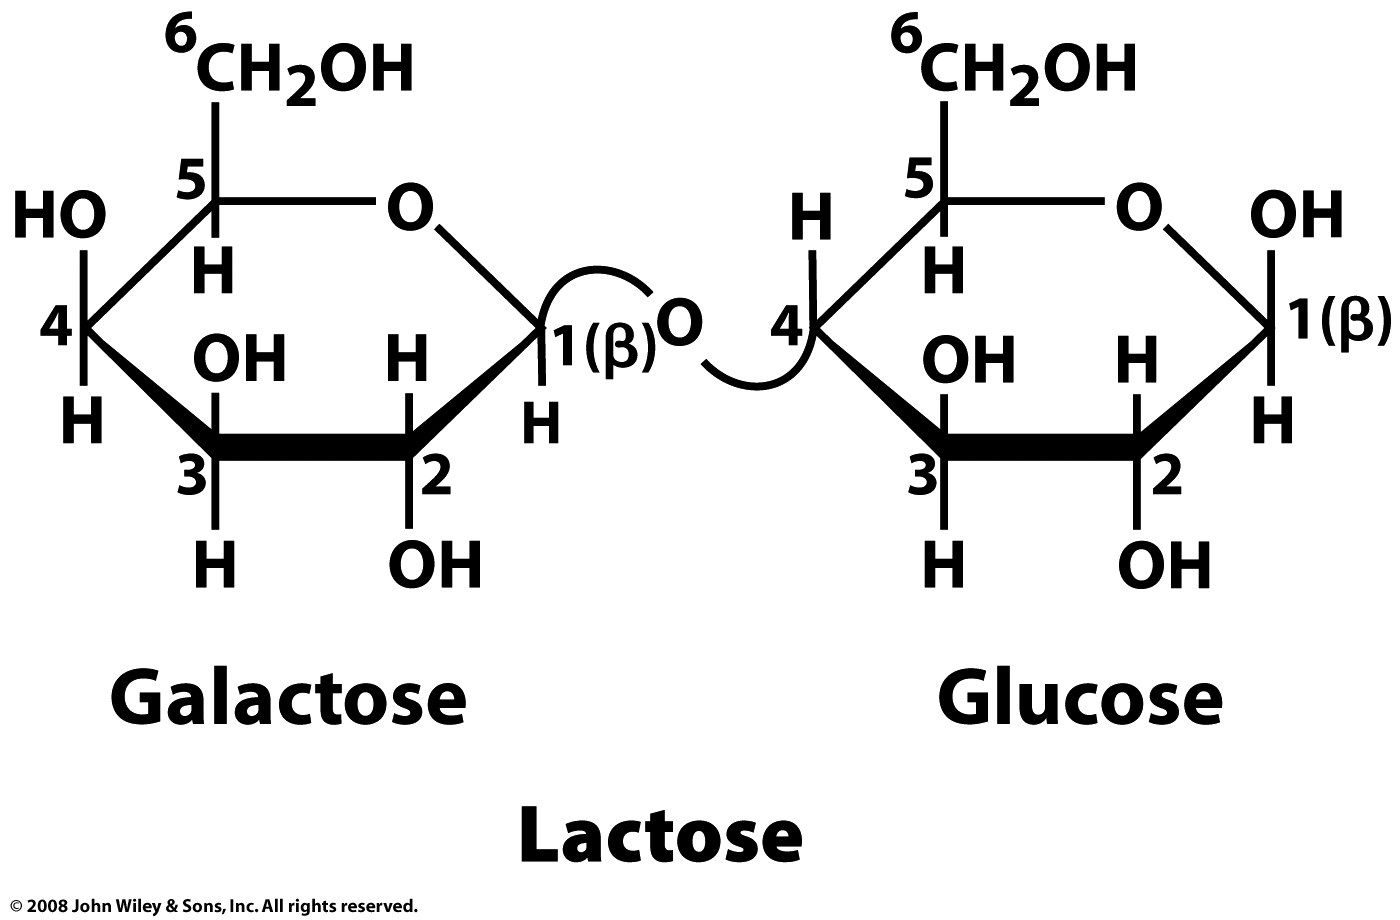 6CH2OH 6CH2OH
5 O 5 O
HO H H OH
H H
4 1(β) O 4 1(β)
OH H OH H
H H H
3 2 3 2
H OH H OH
Galactose Glucose
Lactose
© 2008 John Wiley & Sons, Inc. All rights reserved.